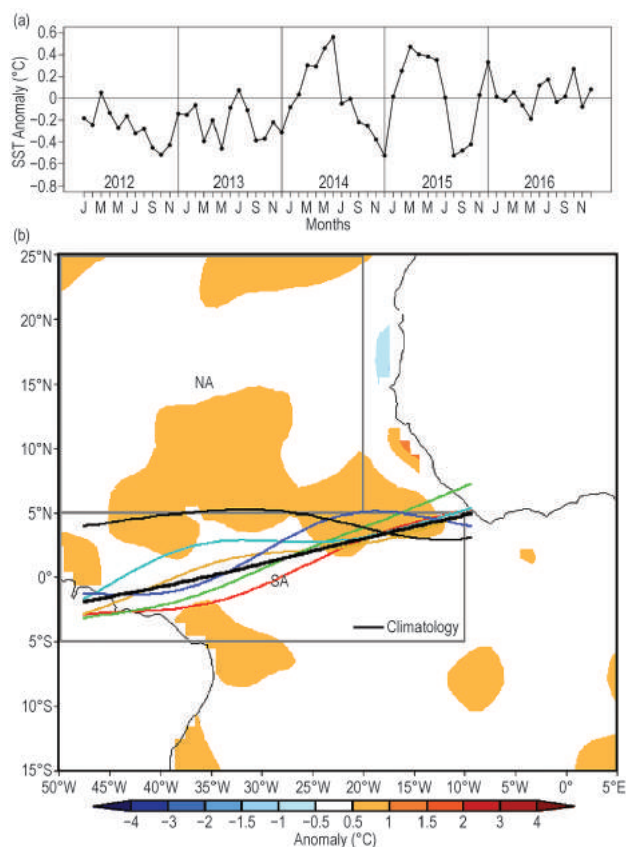 (a)
SST Anomaly (°C)
0.6
0.4
0.2
0
−0.2
−0.4
−0.6
−0.8
2012 2013 2014 2015 2016
J M M J S N J M M J S N J M M J S N J M M J S N J M M J S N
Months
(b)
25°N
20°N
15°N
10°N
5°N
0°
5°S
10°S
15°S
NA
SA
Climatology
50°W 45°W 40°W 35°W 30°W 25°W 20°W 15°W 10°W 5°W 0° 5°E
−4 −3 −2 −1.5 −1 −0.5 0.5 1 1.5 2 3 4
Anomaly (°C)